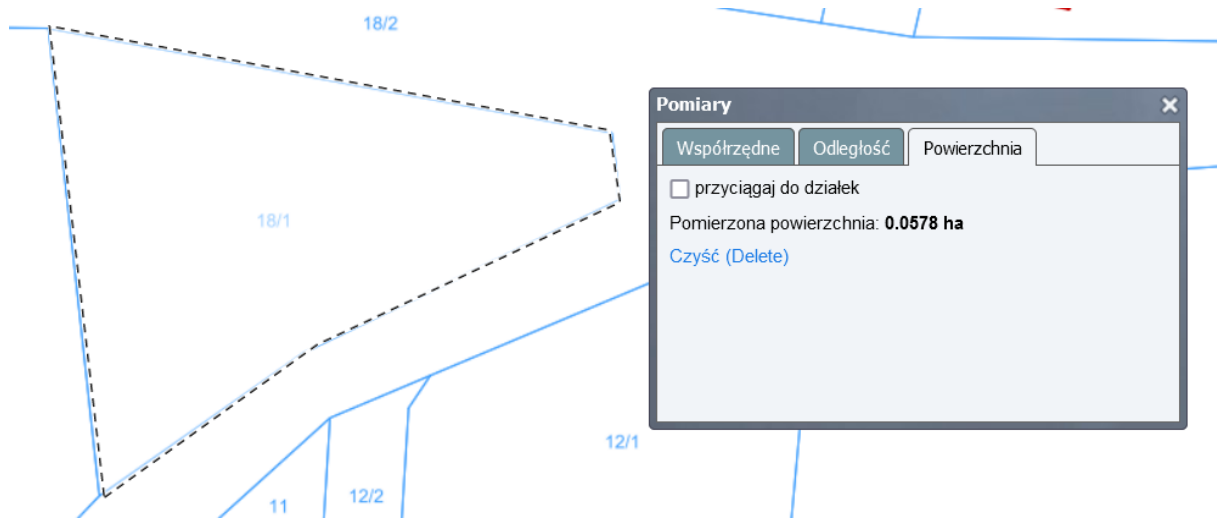 18/2
Pomiary
Współrzędne Odległość Powierzchnia
przyciągaj do działek
18/1
Pomierzona powierzchnia: 0.0578 ha
Czyść (Delete)
12/1
12/2
11